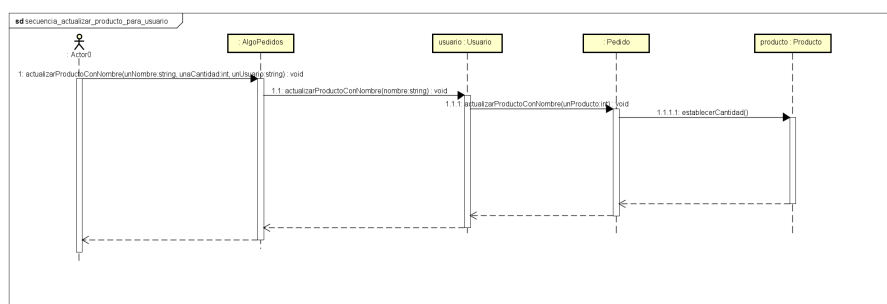 sd secuencia_actualizar_producto_para_usuario
: Actor0
: AlgoPedidos
usuario : Usuario
: Pedido
producto : Producto
1: actualizarProductoConNombre(unNombre:string, unaCantidad:int, unUsuario:string) : void
1.1: actualizarProductoConNombre(nombre:string) : void
1.1.1: actualizarProductoConNombre(unProducto:int) : void
1.1.1.1: establecerCantidad()